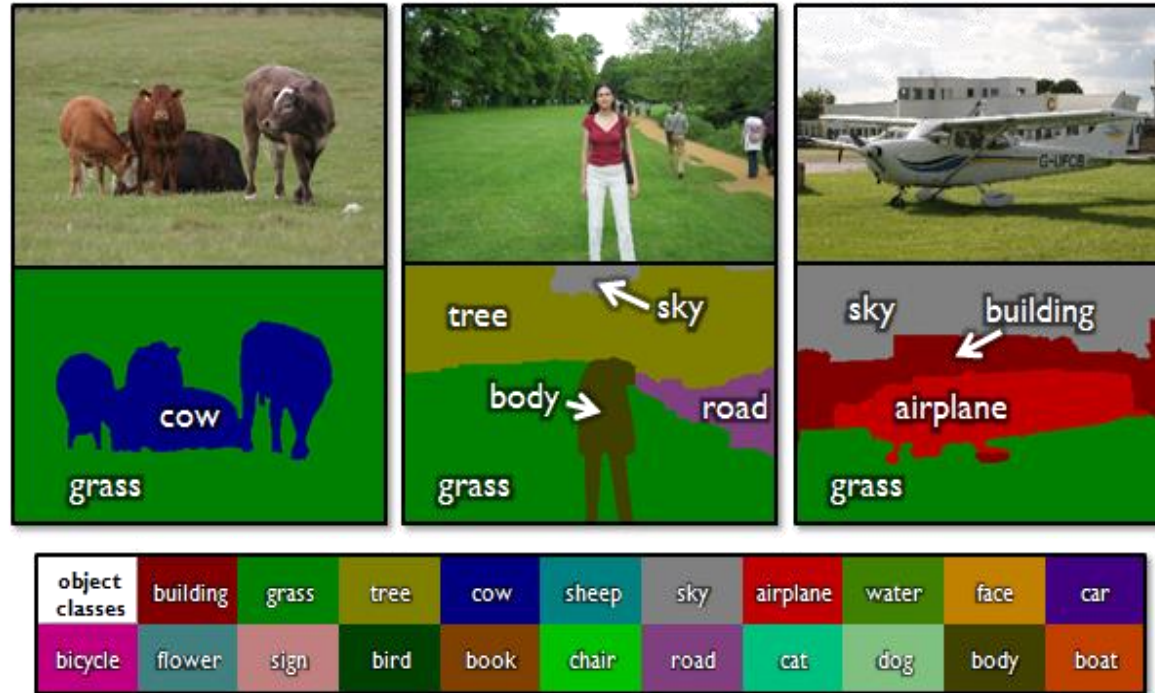 G-UFCB
cow
grass
tree
sky
body
road
grass
sky
building
airplane
grass
object classes
building
grass
tree
cow
sheep
sky
airplane
water
face
car
bicycle
flower
sign
bird
book
chair
road
cat
dog
body
boat